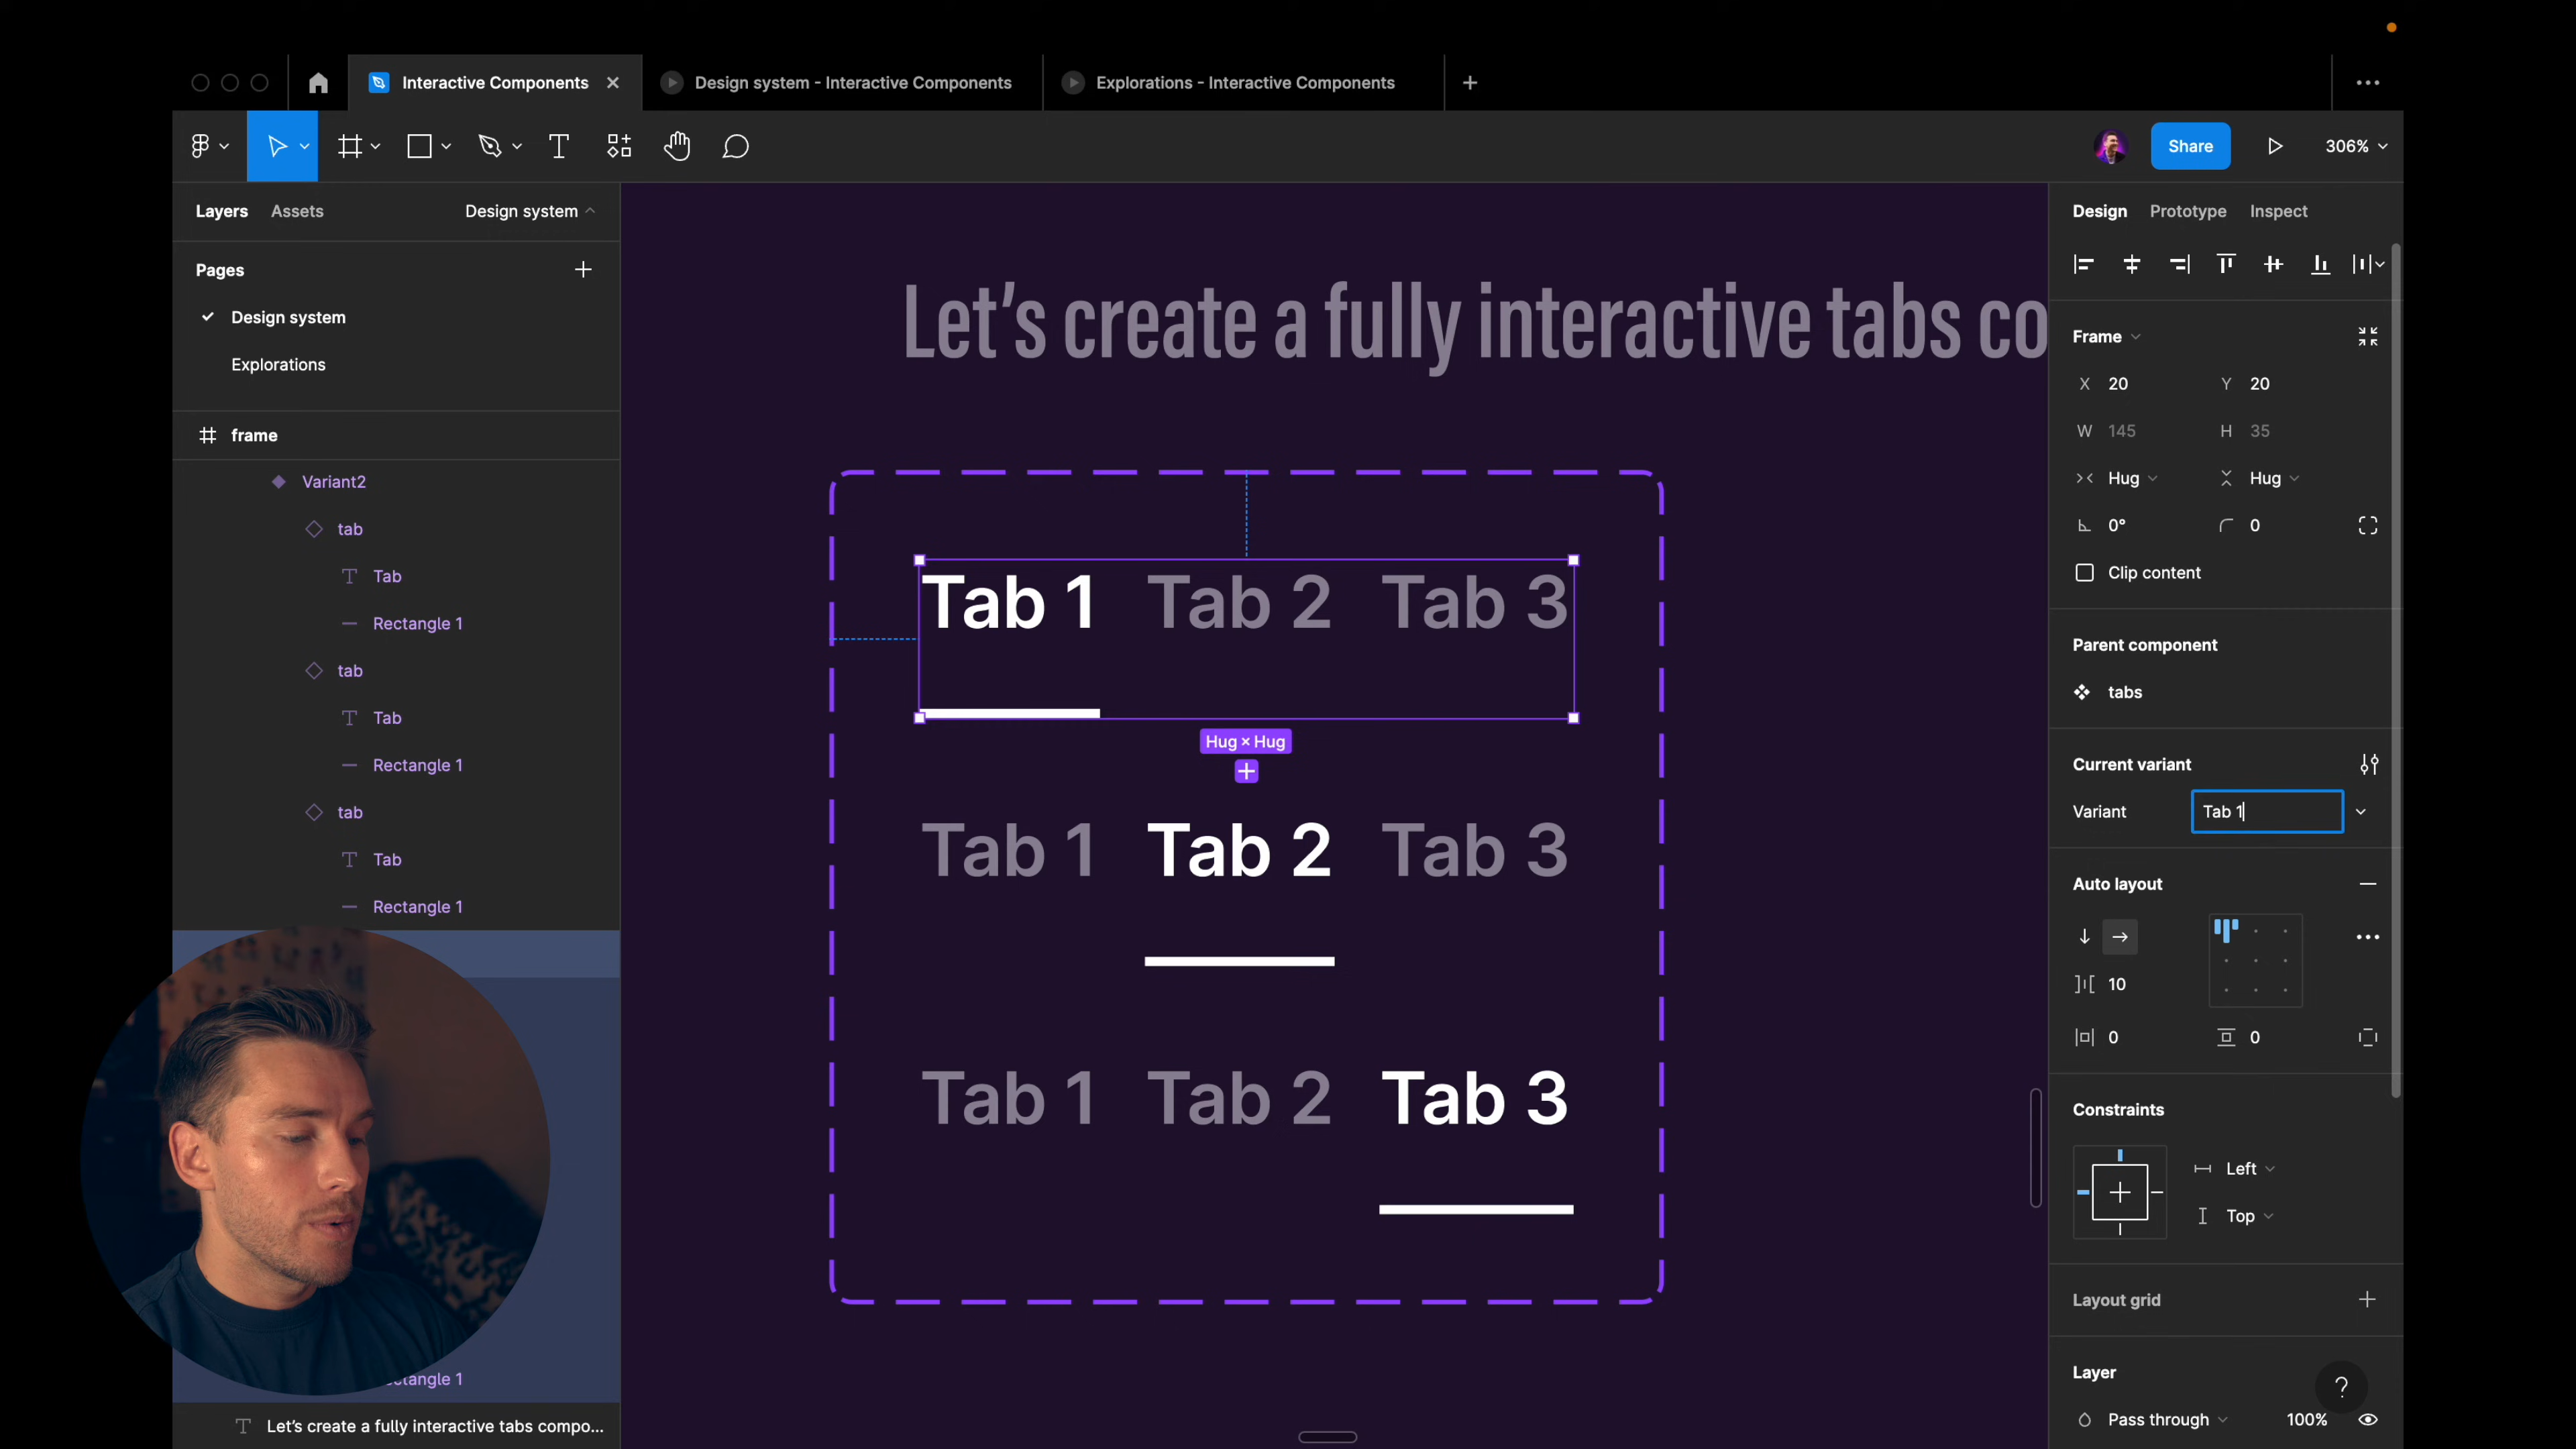 Interactive Components
Design system - Interactive Components
Explorations - Interactive Components
Share
306%
Layers
Assets
Design system
Pages
Design system
Explorations
frame
Variant2
tab
Tab
Rectangle 1
tab
Tab
Rectangle 1
tab
Tab
Rectangle 1
Let's create a fully interactive tabs compo...
Let's create a fully interactive tabs co
Tab 1 Tab 2 Tab 3
Hug × Hug
Tab 1 Tab 2 Tab 3
Tab 1 Tab 2 Tab 3
Design Prototype Inspect
Frame
X 20 Y 20
W 145 H 35
Hug Hug
0° 0
Clip content
Parent component
tabs
Current variant
Variant Tab 1
Auto layout
10
0 0
Constraints
Left
Top
Layout grid
Layer
?
Pass through 100%